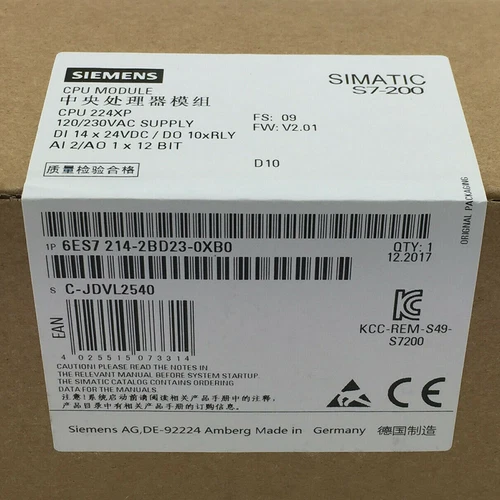 SIEMENS
SIMATIC
S7-200
CPU MODULE
中央处理器模组
CPU 224XP
120/230VAC SUPPLY
DI 14 x 24VDC / DO 10xRLY
AI 2/AO 1 x 12 BIT
FS: 09
FW: V2.01
D10
质量检验合格
ORIGINAL PACKAGING
1P 6ES7 214-2BD23-0XB0
QTY: 1
12.2017
S C-JDVL2540
EAN
4 025515 073314
KCC-REM-S49-
S7200
CAUTION! PLEASE READ THE NOTES IN
THE RELEVANT MANUAL BEFORE SYSTEM STARTUP.
THE SIMATIC CATALOG CONTAINS ORDERING
DATA FOR THE MANUALS.
注意!系统启动前请阅读相关产品手册中的注释,
产品样本中有相关产品手册的订购信息.
CE
Siemens AG,DE-92224 Amberg Made in Germany 德国制造